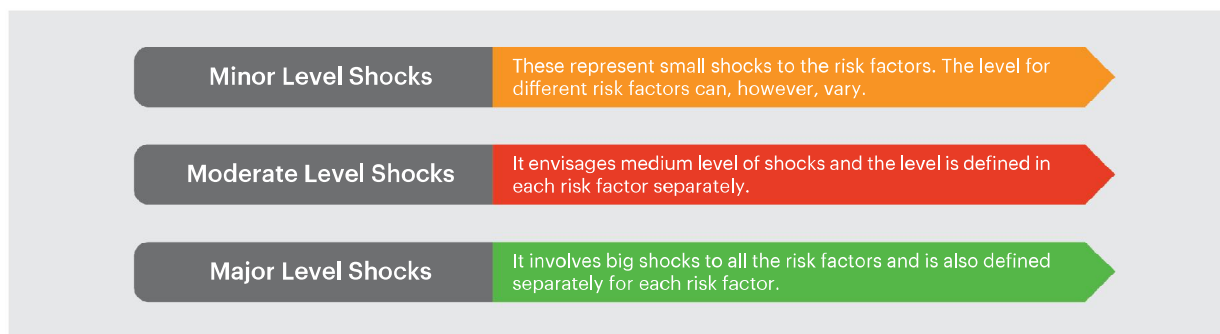 Minor Level Shocks
These represent small shocks to the risk factors. The level for
different risk factors can, however, vary.
Moderate Level Shocks
It envisages medium level of shocks and the level is defined in
each risk factor separately.
Major Level Shocks
It involves big shocks to all the risk factors and is also defined
separately for each risk factor.